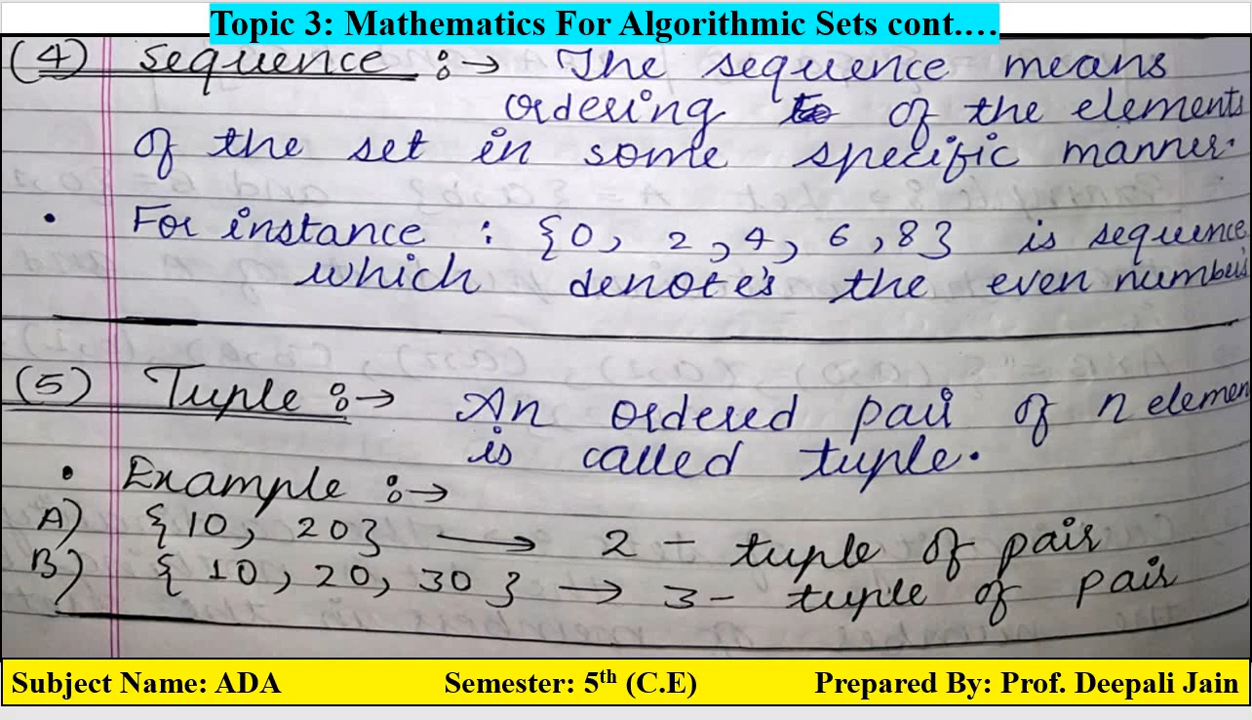 Topic 3: Mathematics For Algorithmic Sets cont.…
(4) Sequence :→ The sequence means
ordering of the elements
of the set in some specific manner.
• For instance : {0, 2, 4, 6, 8} is sequence
which denote's the even numbers
(5) Tuple :→ An ordered pair of n elemen
is called tuple.
• Example :→
A) {10, 20} → 2 - tuple of pair
B) {10, 20, 30} → 3 - tuple of pair
Subject Name: ADA Semester: 5th (C.E) Prepared By: Prof. Deepali Jain